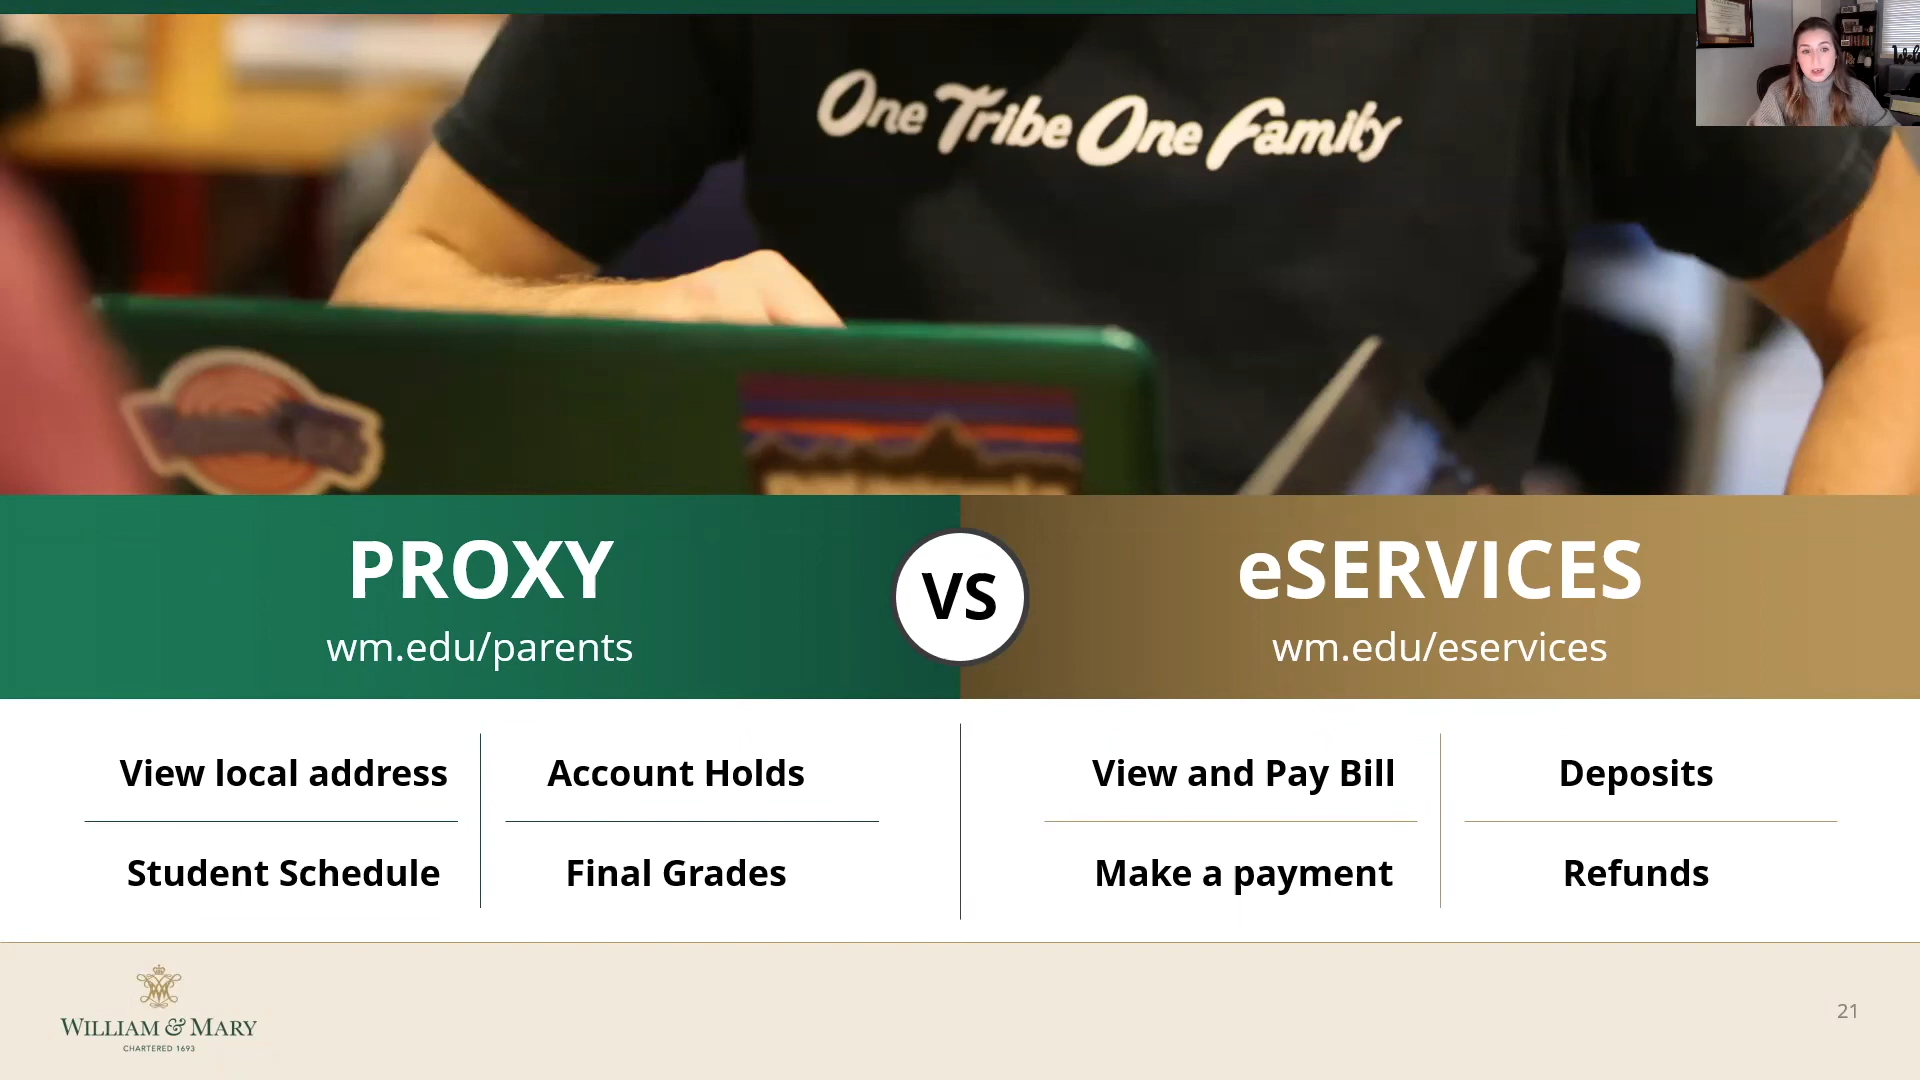 One Tribe One Family
PROXY
wm.edu/parents
VS
eSERVICES
wm.edu/eservices
View local address
Account Holds
Student Schedule
Final Grades
View and Pay Bill
Deposits
Make a payment
Refunds
WILLIAM & MARY
CHARTERED 1693
21